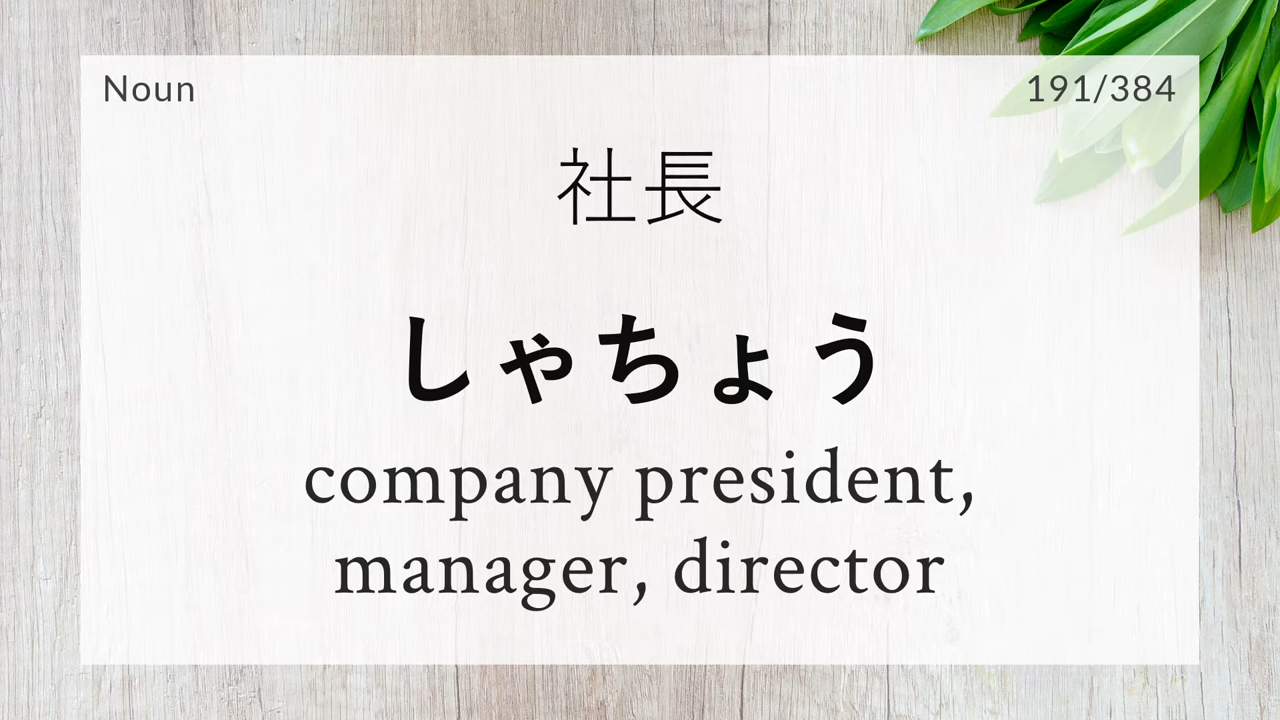 Noun
191/384
社長
しゃちょう
company president,
manager, director